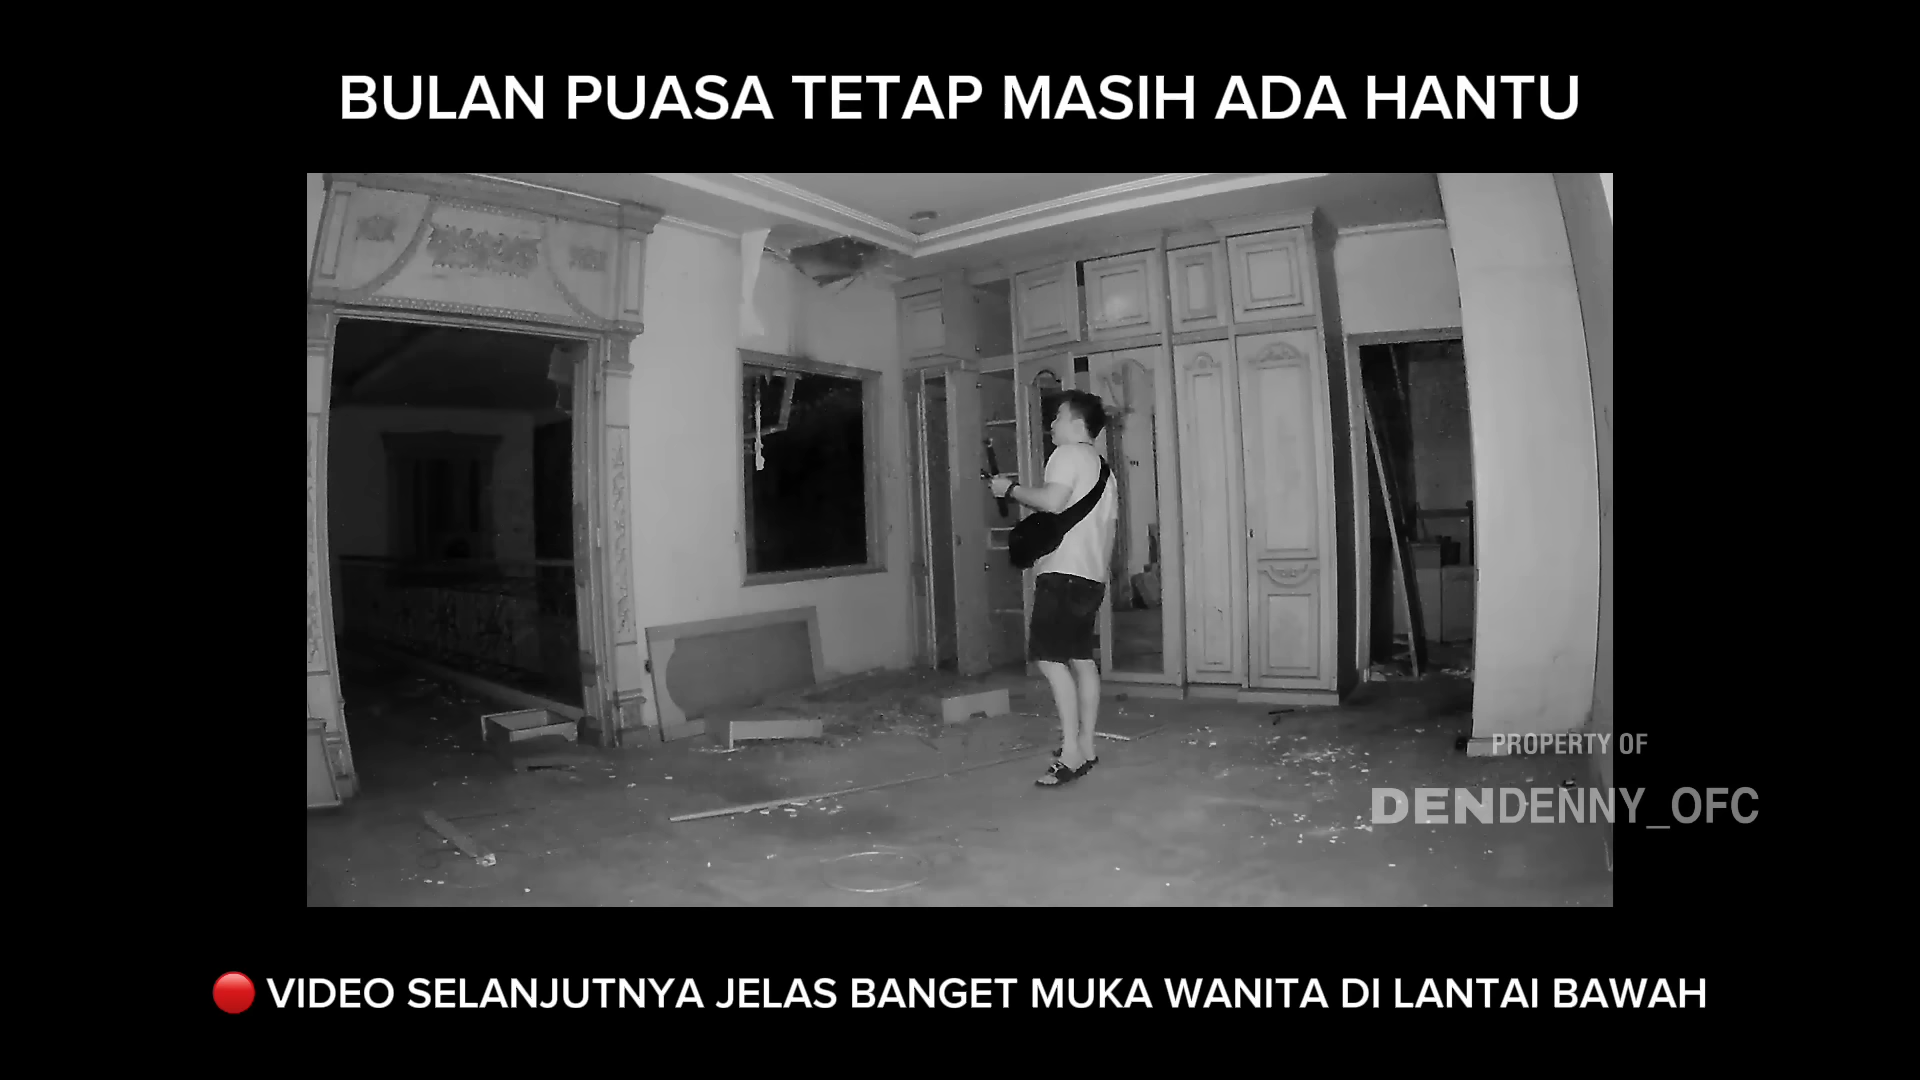 BULAN PUASA TETAP MASIH ADA HANTU
PROPERTY OF
DENDENNY_OFC
VIDEO SELANJUTNYA JELAS BANGET MUKA WANITA DI LANTAI BAWAH